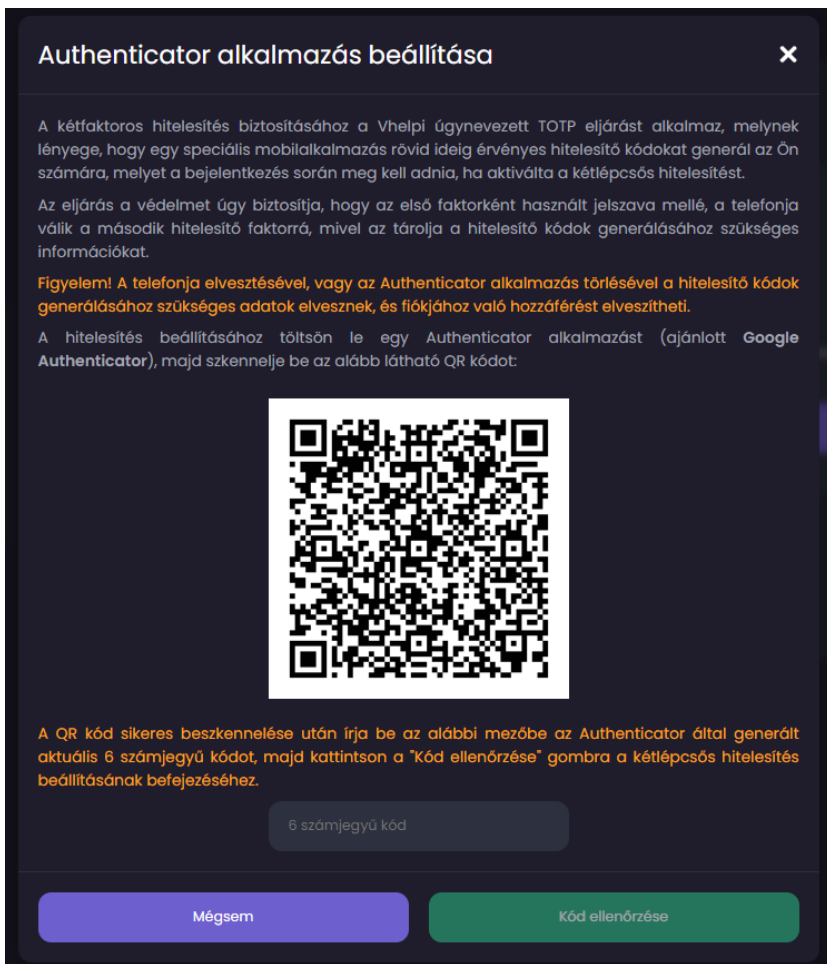 Authenticator alkalmazás beállítása
A kétfaktoros hitelesítés biztosításához a Vhelpi úgynevezett TOTP eljárást alkalmaz, melynek
lényege, hogy egy speciális mobilalkalmazás rövid ideig érvényes hitelesítő kódokat generál az Ön
számára, melyet a bejelentkezés során meg kell adnia, ha aktiválta a kétlépcsős hitelesítést.
Az eljárás a védelmet úgy biztosítja, hogy az első faktorként használt jelszava mellé, a telefonja
válik a második hitelesítő faktorrá, mivel az tárolja a hitelesítő kódok generálásához szükséges
információkat.
Figyelem! A telefonja elvesztésével, vagy az Authenticator alkalmazás törlésével a hitelesítő kódok
generálásához szükséges adatok elvesznek, és fiókjához való hozzáférést elveszítheti.
A hitelesítés beállításához töltsön le egy Authenticator alkalmazást (ajánlott Google
Authenticator), majd szkennelje be az alább látható QR kódot:
A QR kód sikeres beszkennelése után írja be az alábbi mezőbe az Authenticator által generált
aktuális 6 számjegyű kódot, majd kattintson a "Kód ellenőrzése" gombra a kétlépcsős hitelesítés
beállításának befejezéséhez.
6 számjegyű kód
Mégsem
Kód ellenőrzése